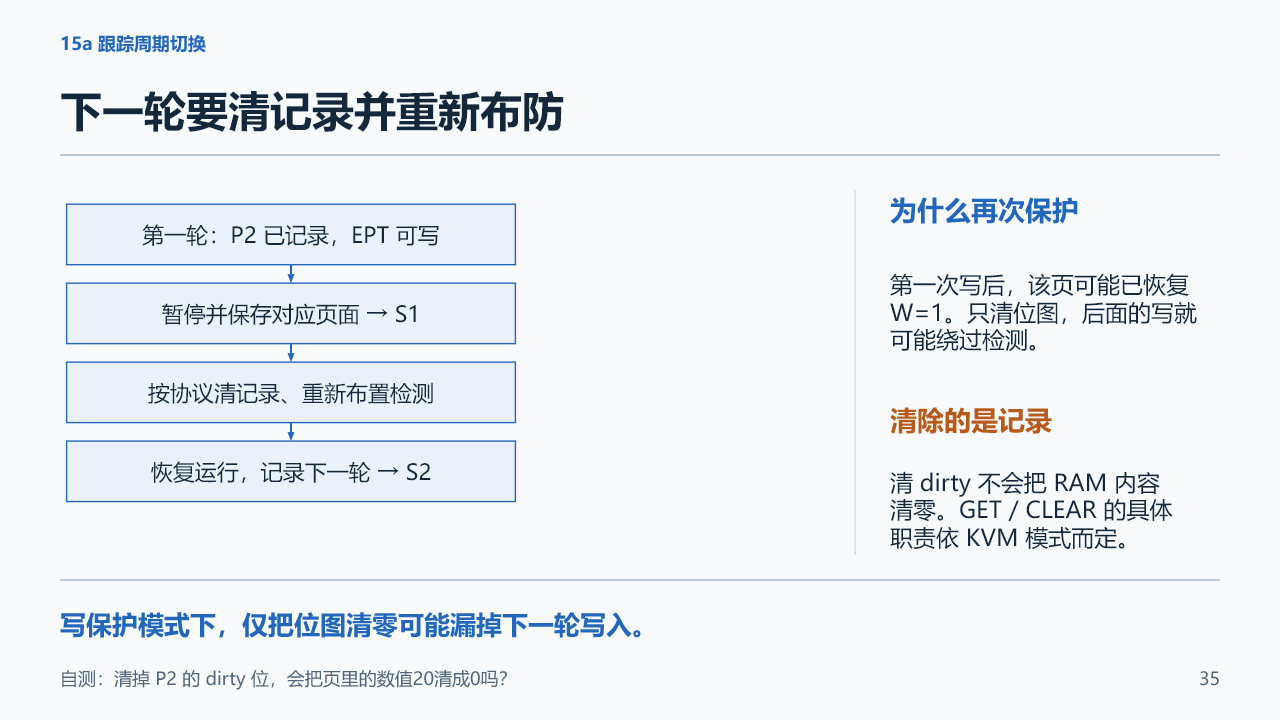 15a 跟踪周期切换
下一轮要清记录并重新布防
第一轮：P2 已记录，EPT 可写
暂停并保存对应页面 → S1
按协议清记录、重新布置检测
恢复运行，记录下一轮 → S2
为什么再次保护
第一次写后，该页可能已恢复
W=1。只清位图，后面的写就
可能绕过检测。
清除的是记录
清 dirty 不会把 RAM 内容
清零。GET / CLEAR 的具体
职责依 KVM 模式而定。
写保护模式下，仅把位图清零可能漏掉下一轮写入。
自测：清掉 P2 的 dirty 位，会把页里的数值20清成0吗？
35